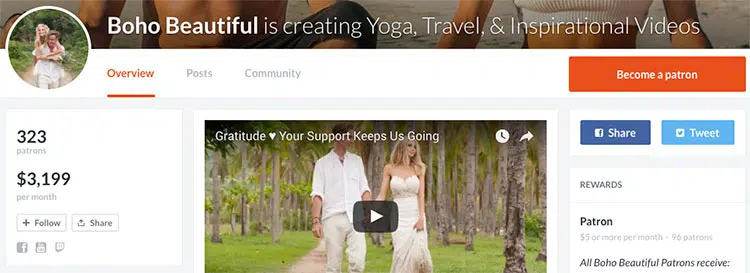 Boho Beautiful is creating Yoga, Travel, & Inspirational Videos
Overview
Posts
Community
Become a patron
323
patrons
$3,199
per month
+ Follow
Share
Gratitude ♥ Your Support Keeps Us Going
Share
Tweet
REWARDS
Patron
$5 or more per month · 96 patrons
All Boho Beautiful Patrons receive: